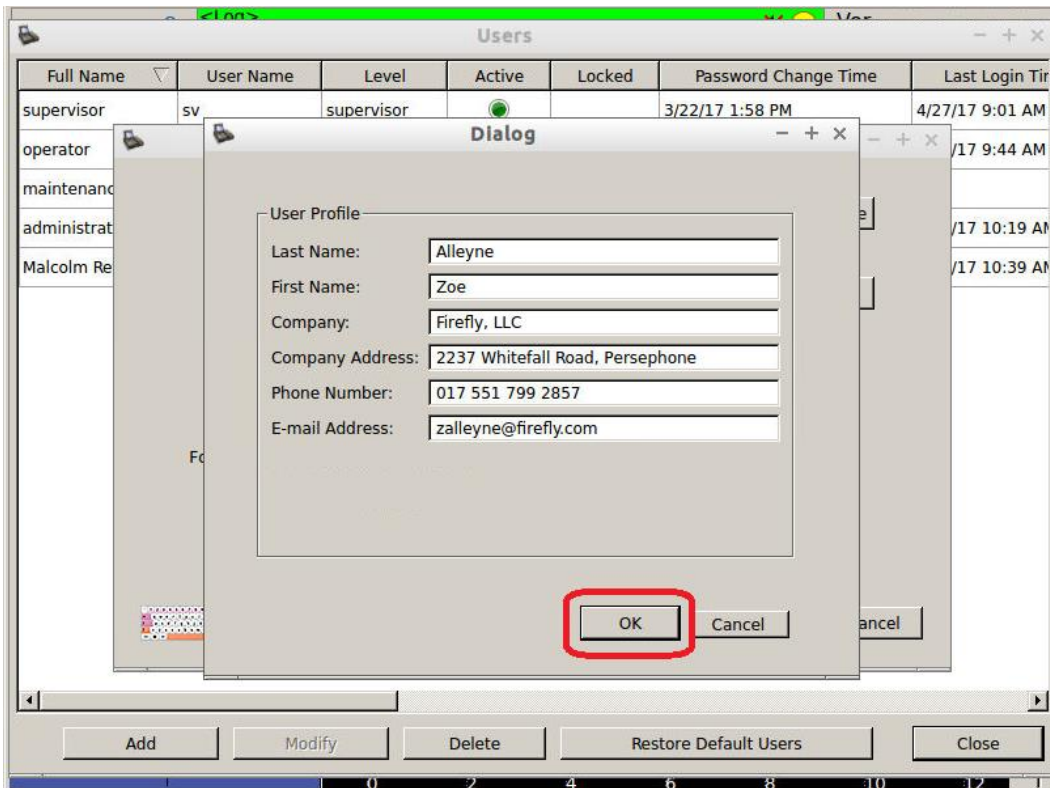 <Log>
Ver
Users
Full Name User Name Level Active Locked Password Change Time Last Login Tir
supervisor sv supervisor 3/22/17 1:58 PM 4/27/17 9:01 AM
Dialog
operator /17 9:44 AM
maintenanc
User Profile
administrat /17 10:19 AM
Last Name: Alleyne
Malcolm Re /17 10:39 AM
First Name: Zoe
Company: Firefly, LLC
Company Address: 2237 Whitefall Road, Persephone
Phone Number: 017 551 799 2857
E-mail Address: zalleyne@firefly.com
Fo
OK Cancel ancel
Add Modify Delete Restore Default Users Close
0 2 4 6 8 10 12